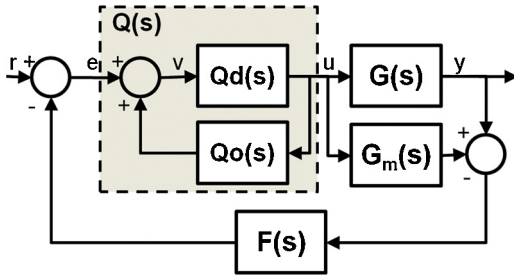 Q(s)
r + e + v Qd(s) u G(s) y
- +
Qo(s) Gm(s) +
-
F(s)